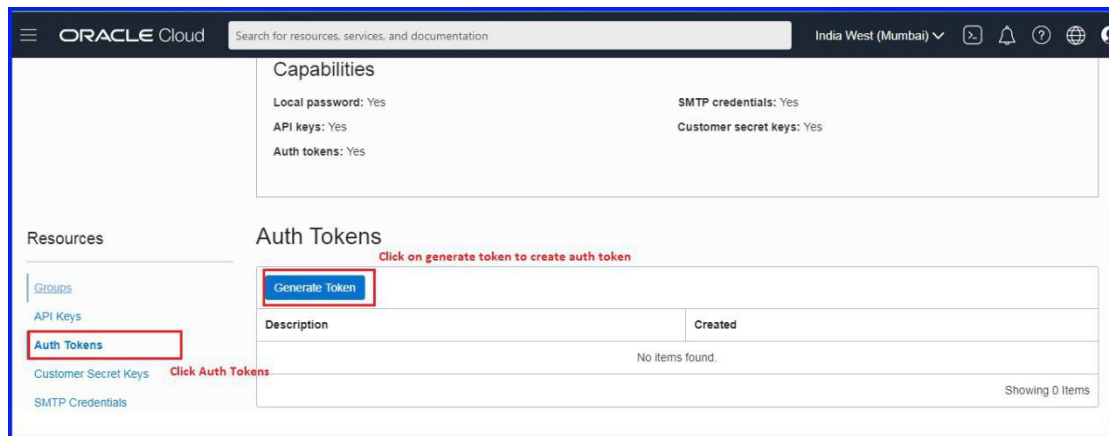 ORACLE Cloud
Search for resources, services, and documentation
India West (Mumbai)
Capabilities
Local password: Yes
SMTP credentials: Yes
API keys: Yes
Customer secret keys: Yes
Auth tokens: Yes
Resources
Groups
API Keys
Auth Tokens
Customer Secret Keys
SMTP Credentials
Click Auth Tokens
Auth Tokens
Click on generate token to create auth token
Generate Token
Description
Created
No items found.
Showing 0 Items